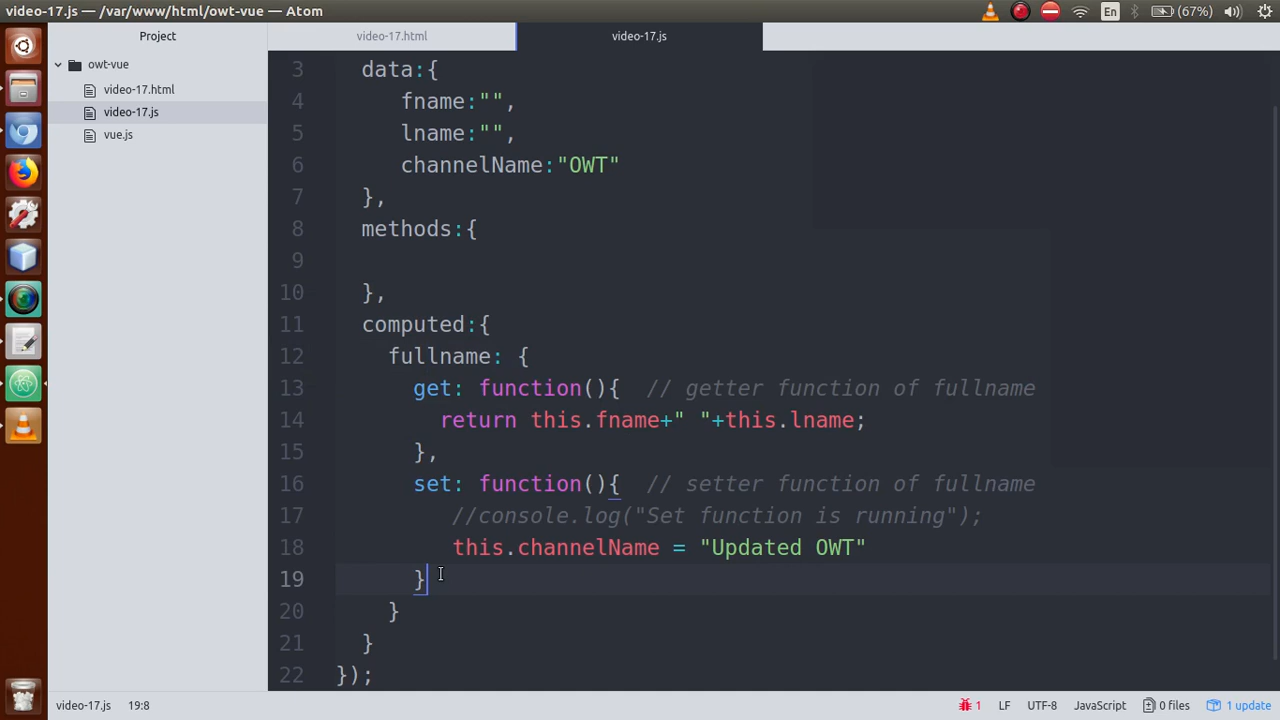 video-17.js — /var/www/html/owt-vue — Atom
En
(67%)
Project
video-17.html
video-17.js
owt-vue
video-17.html
video-17.js
vue.js
3 data:{
4 fname:"",
5 lname:"",
6 channelName:"OWT"
7 },
8 methods:{
9
10 },
11 computed:{
12 fullname: {
13 get: function(){ // getter function of fullname
14 return this.fname+" "+this.lname;
15 },
16 set: function(){ // setter function of fullname
17 //console.log("Set function is running");
18 this.channelName = "Updated OWT"
19 }
20 }
21 }
22 });
video-17.js 19:8
1 LF UTF-8 JavaScript 0 files 1 update